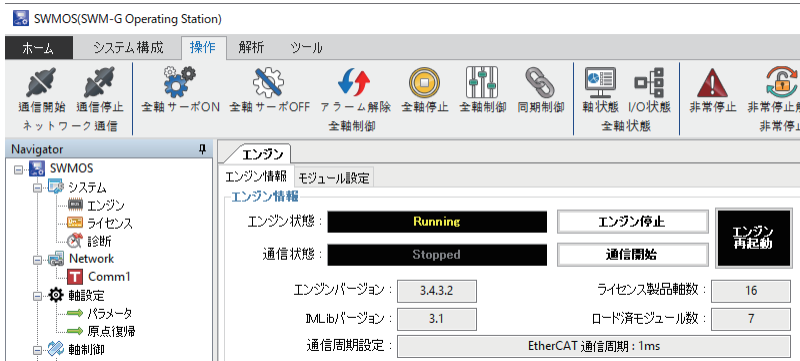 SWMOS(SWM-G Operating Station)
ホーム システム構成 操作 解析 ツール
通信開始 通信停止 全軸サーボON 全軸サーボOFF アラーム解除 全軸停止 全軸制御 同期制御 軸状態 I/O状態 非常停止 非常停止
ネットワーク通信 全軸制御 全軸状態 非常停
Navigator エンジン
エンジン情報 モジュール設定
SWMOS
システム
エンジン
ライセンス
診断
Network
Comm1
軸設定
パラメータ
原点復帰
軸制御
エンジン情報
エンジン状態 : Running エンジン停止
通信状態 : Stopped 通信開始
エンジン
再起動
エンジンバージョン : 3.4.3.2 ライセンス製品軸数 : 16
IMLibバージョン : 3.1 ロード済モジュール数 : 7
通信周期設定 : EtherCAT 通信周期 : 1ms